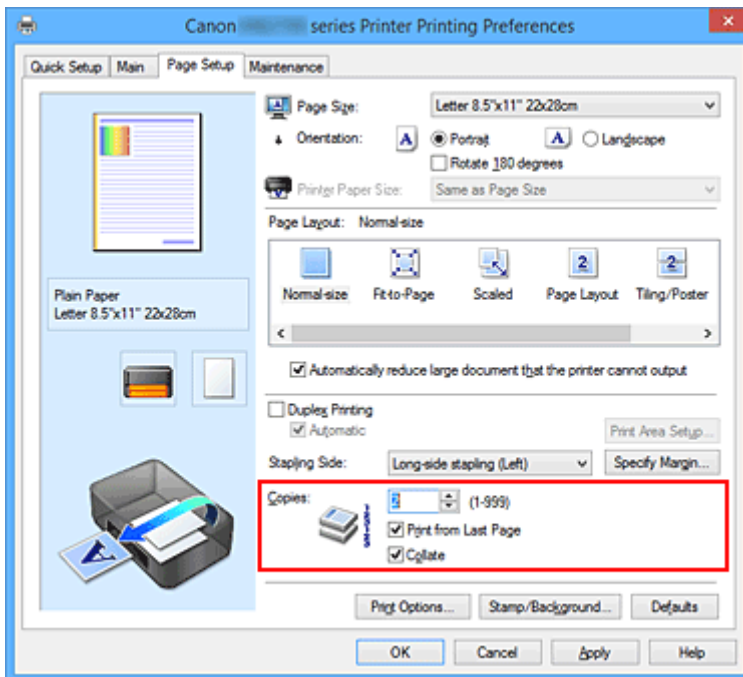 Canon series Printer Printing Preferences
Quick Setup Main Page Setup Maintenance
Page Size: Letter 8.5"x11" 22x28cm
Orientation: A Portrait A Landscape
Rotate 180 degrees
Printer Paper Size: Same as Page Size
Page Layout: Normal-size
Normal-size Fit-to-Page Scaled Page Layout Tiling/Poster
Plain Paper
Letter 8.5"x11" 22x28cm
Automatically reduce large document that the printer cannot output
Duplex Printing
Automatic Print Area Setup...
Stapling Side: Long-side stapling (Left) Specify Margin...
Copies: 2 (1-999)
Print from Last Page
Collate
Print Options... Stamp/Background... Defaults
OK Cancel Apply Help